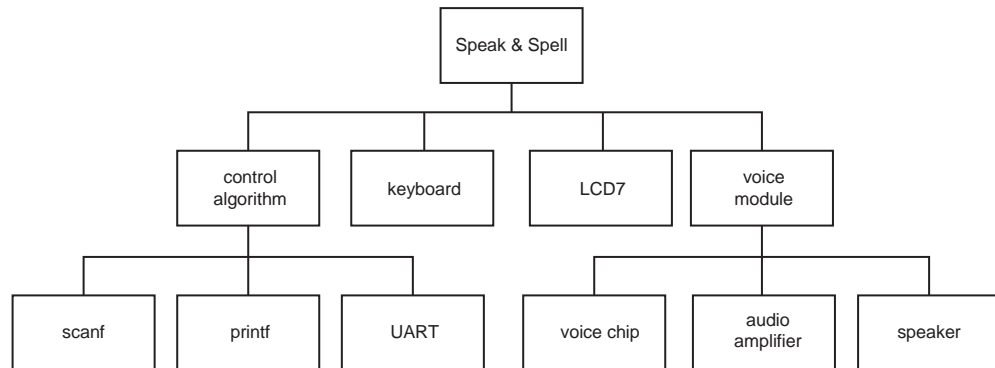 Speak & Spell
control
algorithm
keyboard
LCD7
voice
module
scanf
printf
UART
voice chip
audio
amplifier
speaker